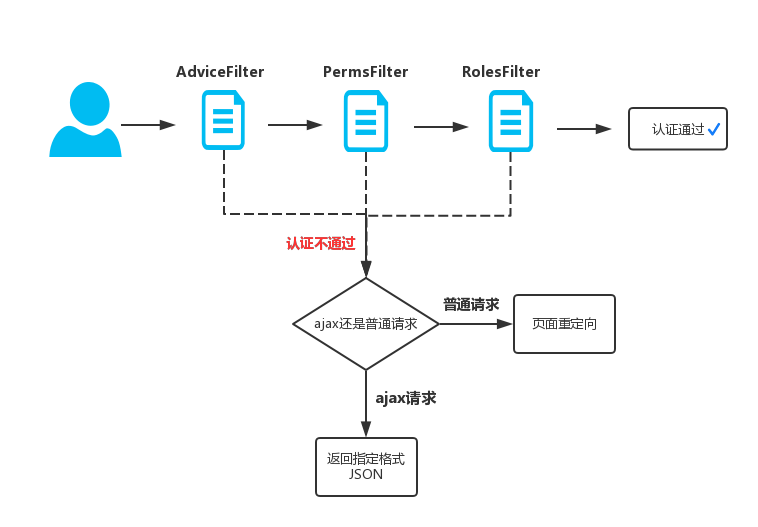 AdviceFilter
PermsFilter
RolesFilter
认证通过
认证不通过
普通请求
ajax还是普通请求
页面重定向
ajax请求
返回指定格式
JSON